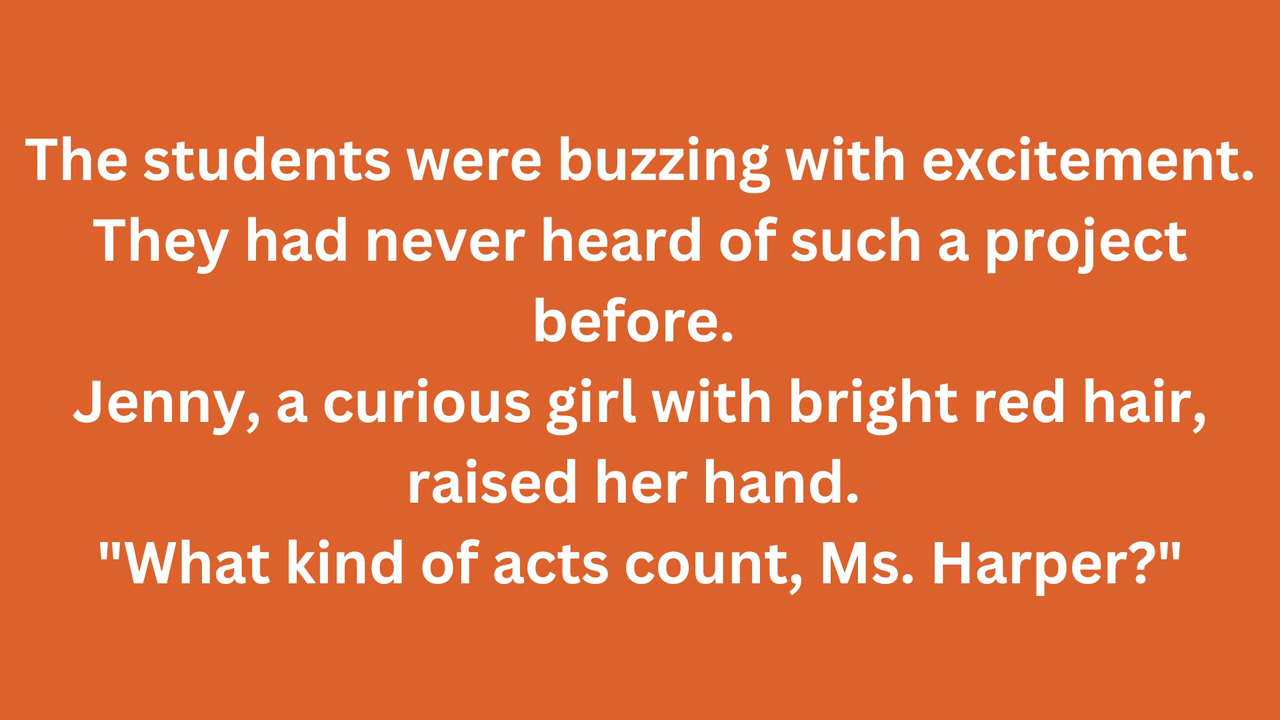 The students were buzzing with excitement.
They had never heard of such a project
before.
Jenny, a curious girl with bright red hair,
raised her hand.
"What kind of acts count, Ms. Harper?"